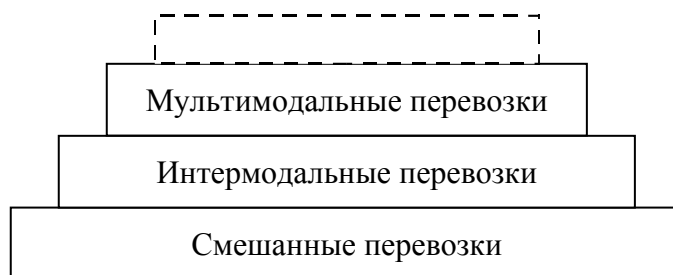 Мультимодальные перевозки
Интермодальные перевозки
Смешанные перевозки